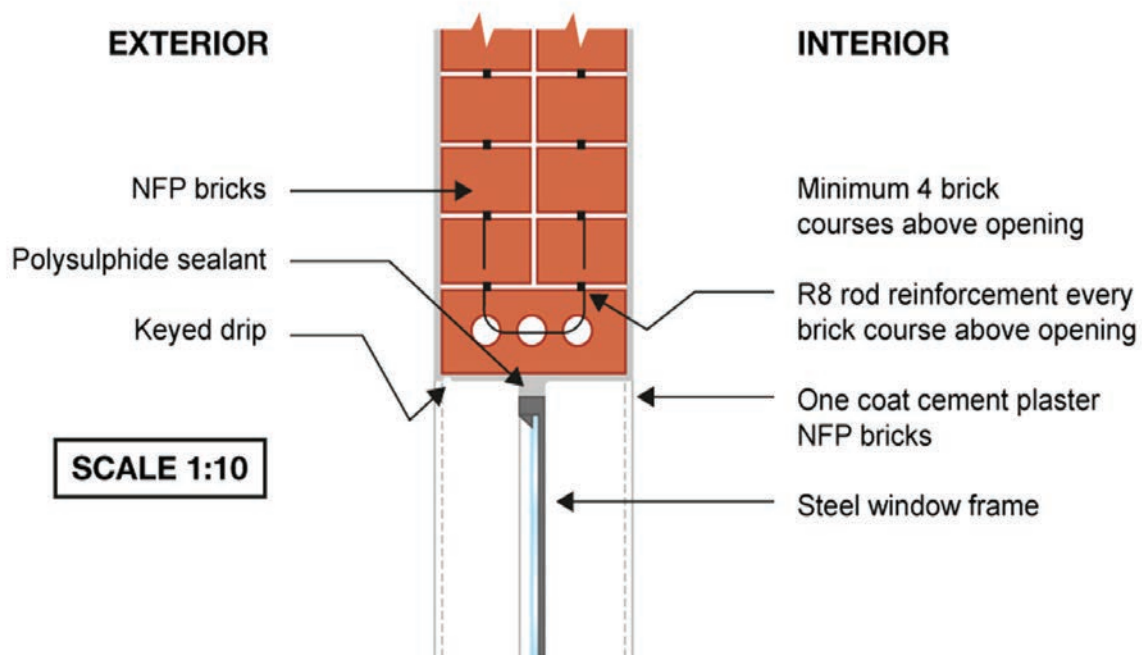 EXTERIOR
INTERIOR
NFP bricks
Polysulphide sealant
Keyed drip
SCALE 1:10
Minimum 4 brick
courses above opening
R8 rod reinforcement every
brick course above opening
One coat cement plaster
NFP bricks
Steel window frame